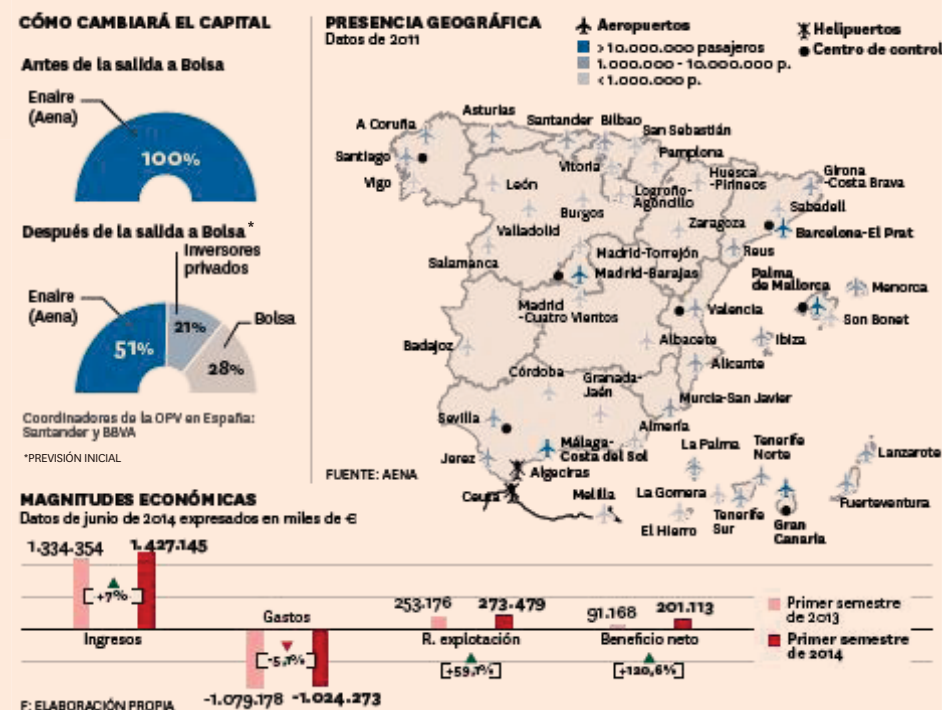 CÓMO CAMBIARÁ EL CAPITAL
Antes de la salida a Bolsa
Enaire
(Aena)
100%
Después de la salida a Bolsa*
Inversores
privados
Enaire
(Aena)
51%
21%
Bolsa
28%
Coordinadores de la OPV en España:
Santander y BBVA
*PREVISIÓN INICIAL
PRESENCIA GEOGRÁFICA
Datos de 2011
Aeropuertos
>10.000.000 pasajeros
1.000.000 - 10.000.000 p.
<1.000.000 p.
Helipuertos
Centro de control
A Coruña
Asturias
Santander
Bilbao
San Sebastián
Santiago
Vitoria
Pamplona
Vigo
León
Logroño-
Agoncillo
Huesca
-Pirineos
Girona
-Costa Brava
Burgos
Sabadell
Valladolid
Zaragoza
Barcelona-El Prat
Salamanca
Madrid-Torrejón
Reus
Madrid-Barajas
Palma
de Mallorca
Menorca
Madrid
-Cuatro Vientos
Valencia
Son Bonet
Badajoz
Albacete
Ibiza
Alicante
Córdoba
Granada-
Jaén
Murcia-San Javier
Sevilla
Almería
Málaga-
Costa del Sol
La Palma
Tenerife
Norte
Lanzarote
Jerez
Algeciras
FUENTE: AENA
Ceuta
Melilla
La Gomera
Tenerife
Sur
Fuerteventura
El Hierro
Gran
Canaria
MAGNITUDES ECONÓMICAS
Datos de junio de 2014 expresados en miles de €
1.334.354
1.427.145
+7%
Ingresos
Gastos
-5,1%
-1.079.178
-1.024.273
253.176
273.479
R. explotación
+59,1%
91.168
201.113
Beneficio neto
+120,6%
Primer semestre
de 2013
Primer semestre
de 2014
F: ELABORACIÓN PROPIA